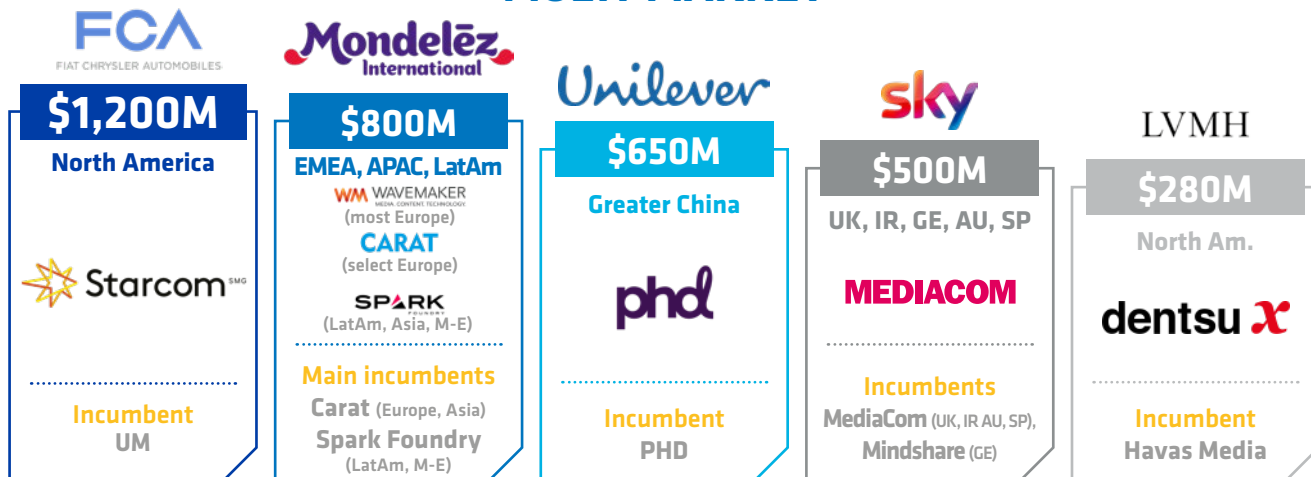 FCA
FIAT CHRYSLER AUTOMOBILES
$1,200M
North America
Starcom SMG
Incumbent
UM
Mondelēz
International
$800M
EMEA, APAC, LatAm
WM WAVEMAKER
MEDIA. CONTENT. TECHNOLOGY.
(most Europe)
CARAT
(select Europe)
SPARK
FOUNDRY
(LatAm, Asia, M-E)
Main incumbents
Carat (Europe, Asia)
Spark Foundry
(LatAm, M-E)
Unilever
$650M
Greater China
phd
Incumbent
PHD
sky
$500M
UK, IR, GE, AU, SP
MEDIACOM
Incumbents
MediaCom (UK, IR AU, SP),
Mindshare (GE)
LVMH
$280M
North Am.
dentsu x
Incumbent
Havas Media